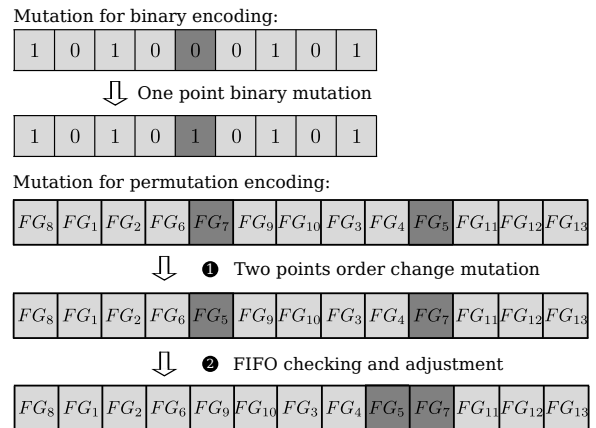 Mutation for binary encoding:
1 0 1 0 0 0 1 0 1
One point binary mutation
1 0 1 0 1 0 1 0 1
Mutation for permutation encoding:
FG₈ FG₁ FG₂ FG₆ FG₇ FG₉ FG₁₀ FG₃ FG₄ FG₅ FG₁₁ FG₁₂ FG₁₃
❶ Two points order change mutation
FG₈ FG₁ FG₂ FG₆ FG₅ FG₉ FG₁₀ FG₃ FG₄ FG₇ FG₁₁ FG₁₂ FG₁₃
❷ FIFO checking and adjustment
FG₈ FG₁ FG₂ FG₆ FG₉ FG₁₀ FG₃ FG₄ FG₅ FG₇ FG₁₁ FG₁₂ FG₁₃